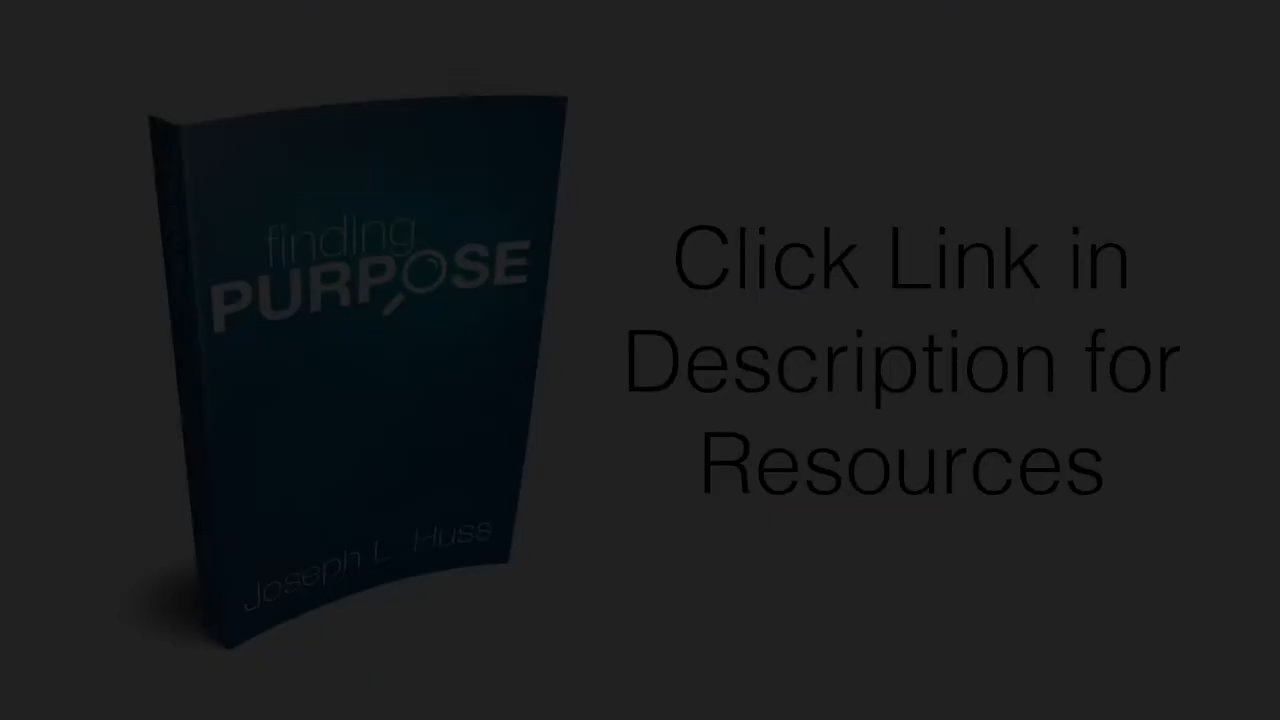 finding
PURPOSE
Joseph L. Huss
Click Link in
Description for
Resources